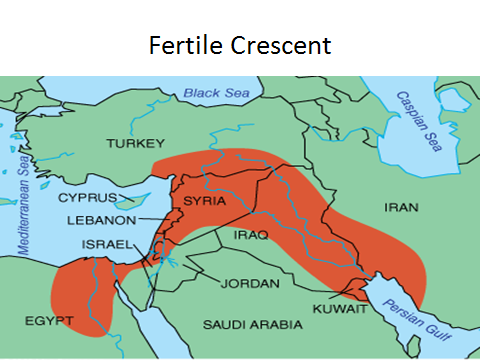 Fertile Crescent
Black Sea
Caspian Sea
TURKEY
Mediterranean Sea
CYPRUS
SYRIA
LEBANON
IRAN
ISRAEL
IRAQ
JORDAN
KUWAIT
Persian Gulf
EGYPT
SAUDI ARABIA